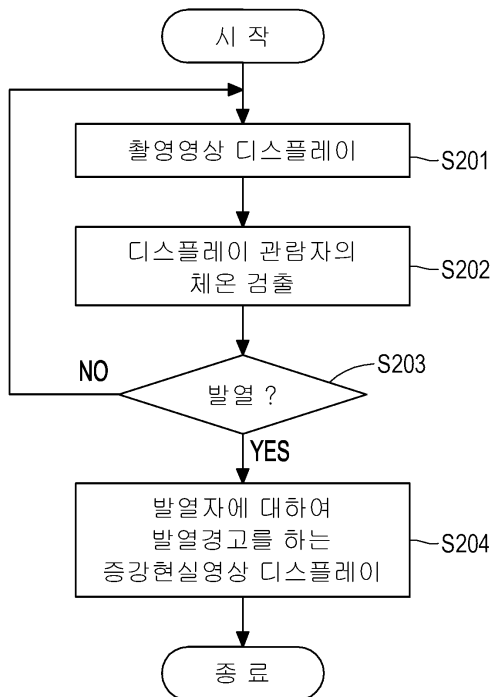 시 작
촬영영상 디스플레이
S201
디스플레이 관람자의
체온 검출
S202
발열 ?
S203
NO
YES
발열자에 대하여
발열경고를 하는
증강현실영상 디스플레이
S204
종 료